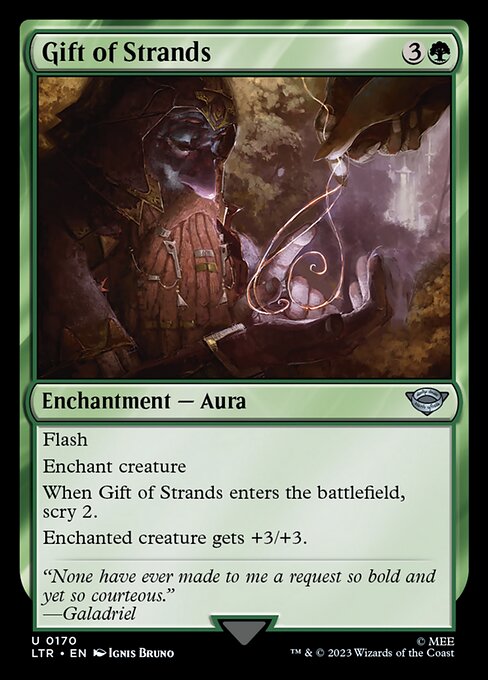 Gift of Strands 3
Enchantment — Aura
Flash
Enchant creature
When Gift of Strands enters the battlefield,
scry 2.
Enchanted creature gets +3/+3.
“None have ever made to me a request so bold and
yet so courteous.”
—Galadriel
U 0170 © MEE
LTR • EN Ignis Bruno ™ & © 2023 Wizards of the Coast